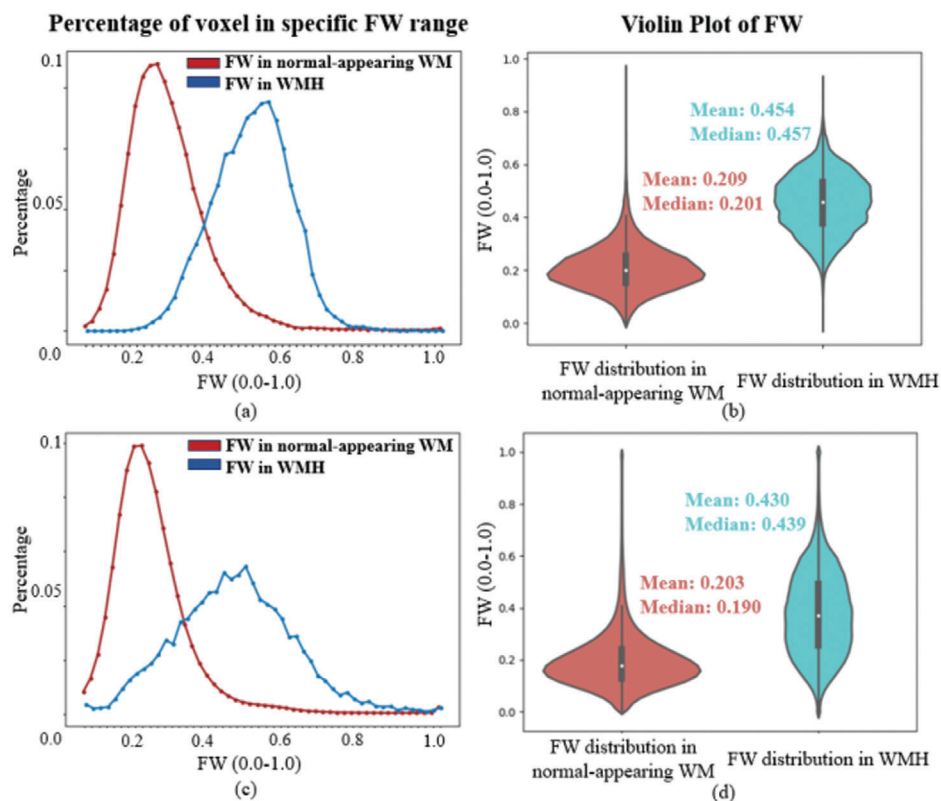 Percentage of voxel in specific FW range
Violin Plot of FW
0.1
FW in normal-appearing WM
FW in WMH
Percentage
0.05
0.0
0.2
0.4
0.6
0.8
1.0
FW (0.0-1.0)
(a)
1.0
0.8
0.6
0.4
0.2
0.0
FW (0.0-1.0)
Mean: 0.454
Median: 0.457
Mean: 0.209
Median: 0.201
FW distribution in
normal-appearing WM
FW distribution in WMH
(b)
0.1
FW in normal-appearing WM
FW in WMH
Percentage
0.05
0.0
0.2
0.4
0.6
0.8
1.0
FW (0.0-1.0)
(c)
1.0
0.8
0.6
0.4
0.2
0.0
FW (0.0-1.0)
Mean: 0.430
Median: 0.439
Mean: 0.203
Median: 0.190
FW distribution in
normal-appearing WM
FW distribution in WMH
(d)